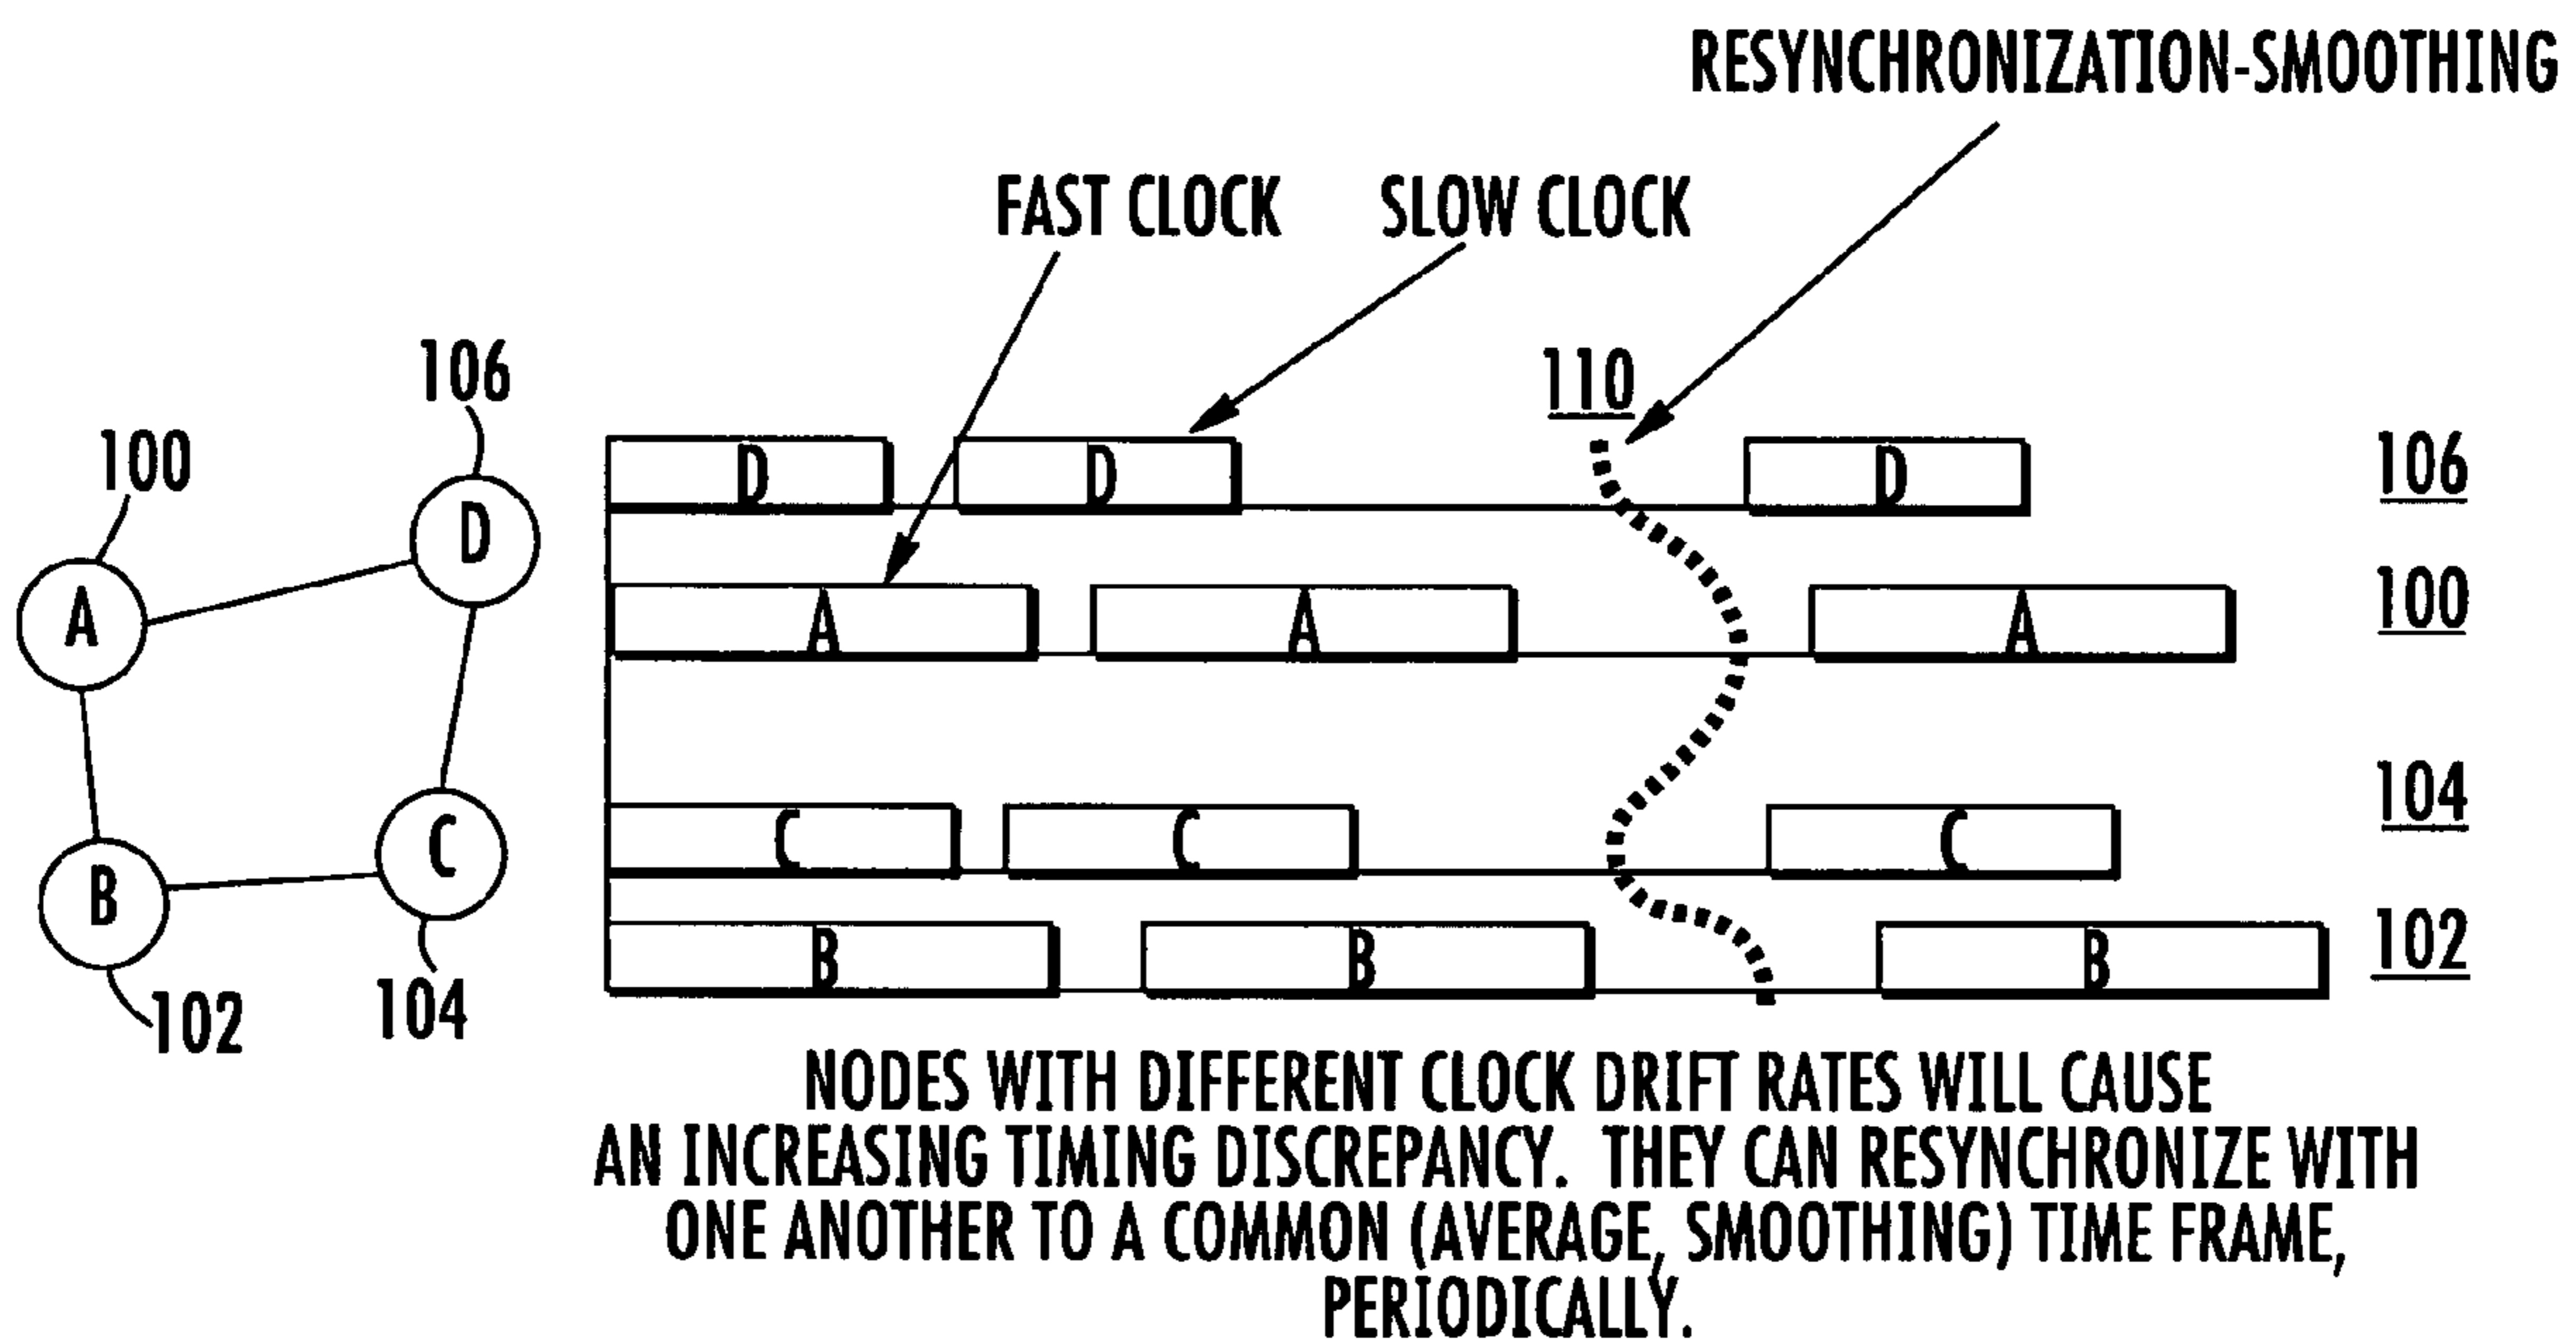 RESYNCHRONIZATION-SMOOTHING
FAST CLOCK
SLOW CLOCK
106
110
100
D
D
D
106
D
A
A
A
A
100
C
C
C
C
104
B
B
B
B
102
102
104
NODES WITH DIFFERENT CLOCK DRIFT RATES WILL CAUSE
AN INCREASING TIMING DISCREPANCY. THEY CAN RESYNCHRONIZE WITH
ONE ANOTHER TO A COMMON (AVERAGE, SMOOTHING) TIME FRAME,
PERIODICALLY.